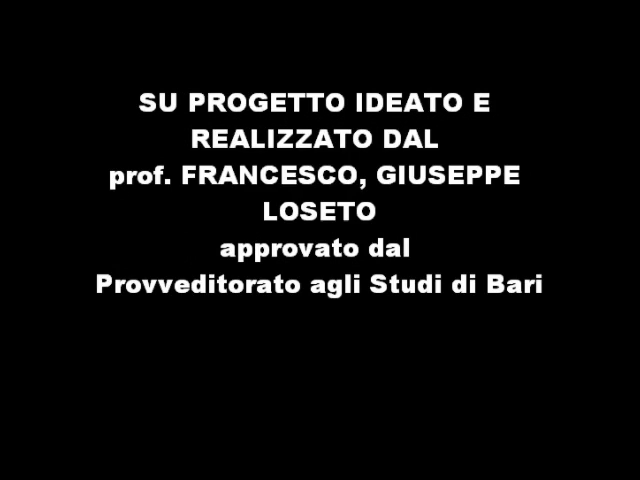 SU PROGETTO IDEATO E
REALIZZATO DAL
prof. FRANCESCO, GIUSEPPE
LOSETO
approvato dal
Provveditorato agli Studi di Bari